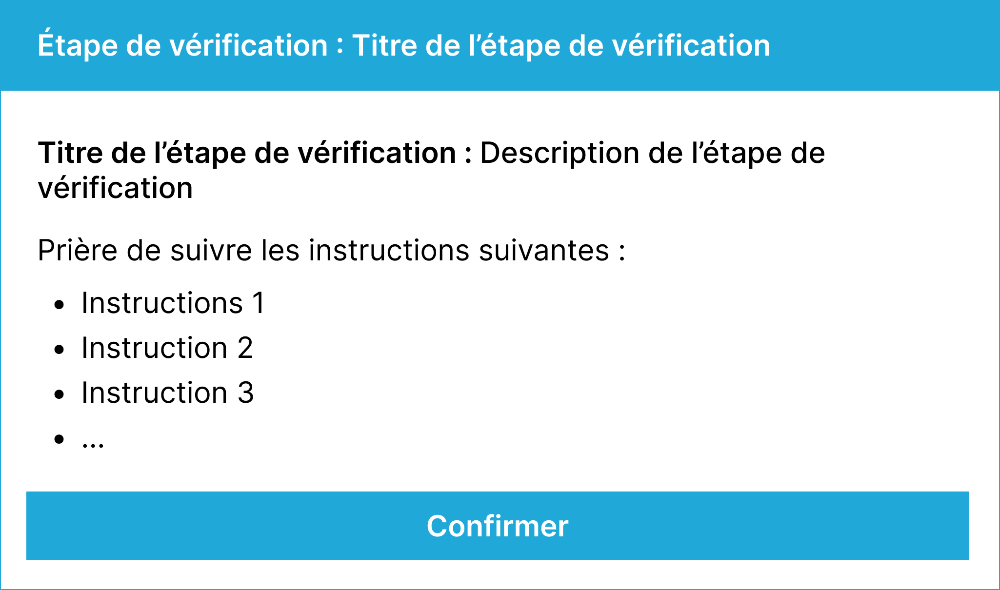 Étape de vérification : Titre de l’étape de vérification
Titre de l’étape de vérification : Description de l’étape de
vérification
Prière de suivre les instructions suivantes :
• Instructions 1
• Instruction 2
• Instruction 3
• ...
Confirmer